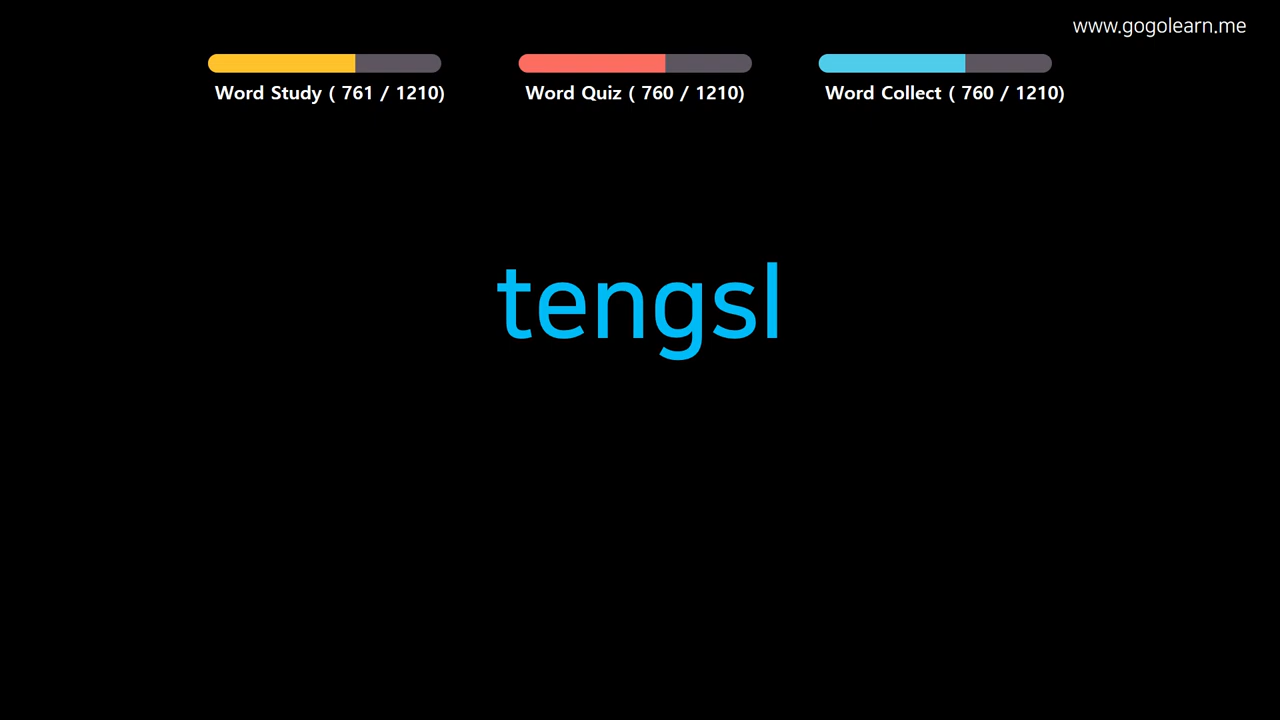 www.gogolearn.me
Word Study ( 761 / 1210)
Word Quiz ( 760 / 1210)
Word Collect ( 760 / 1210)
tengsl